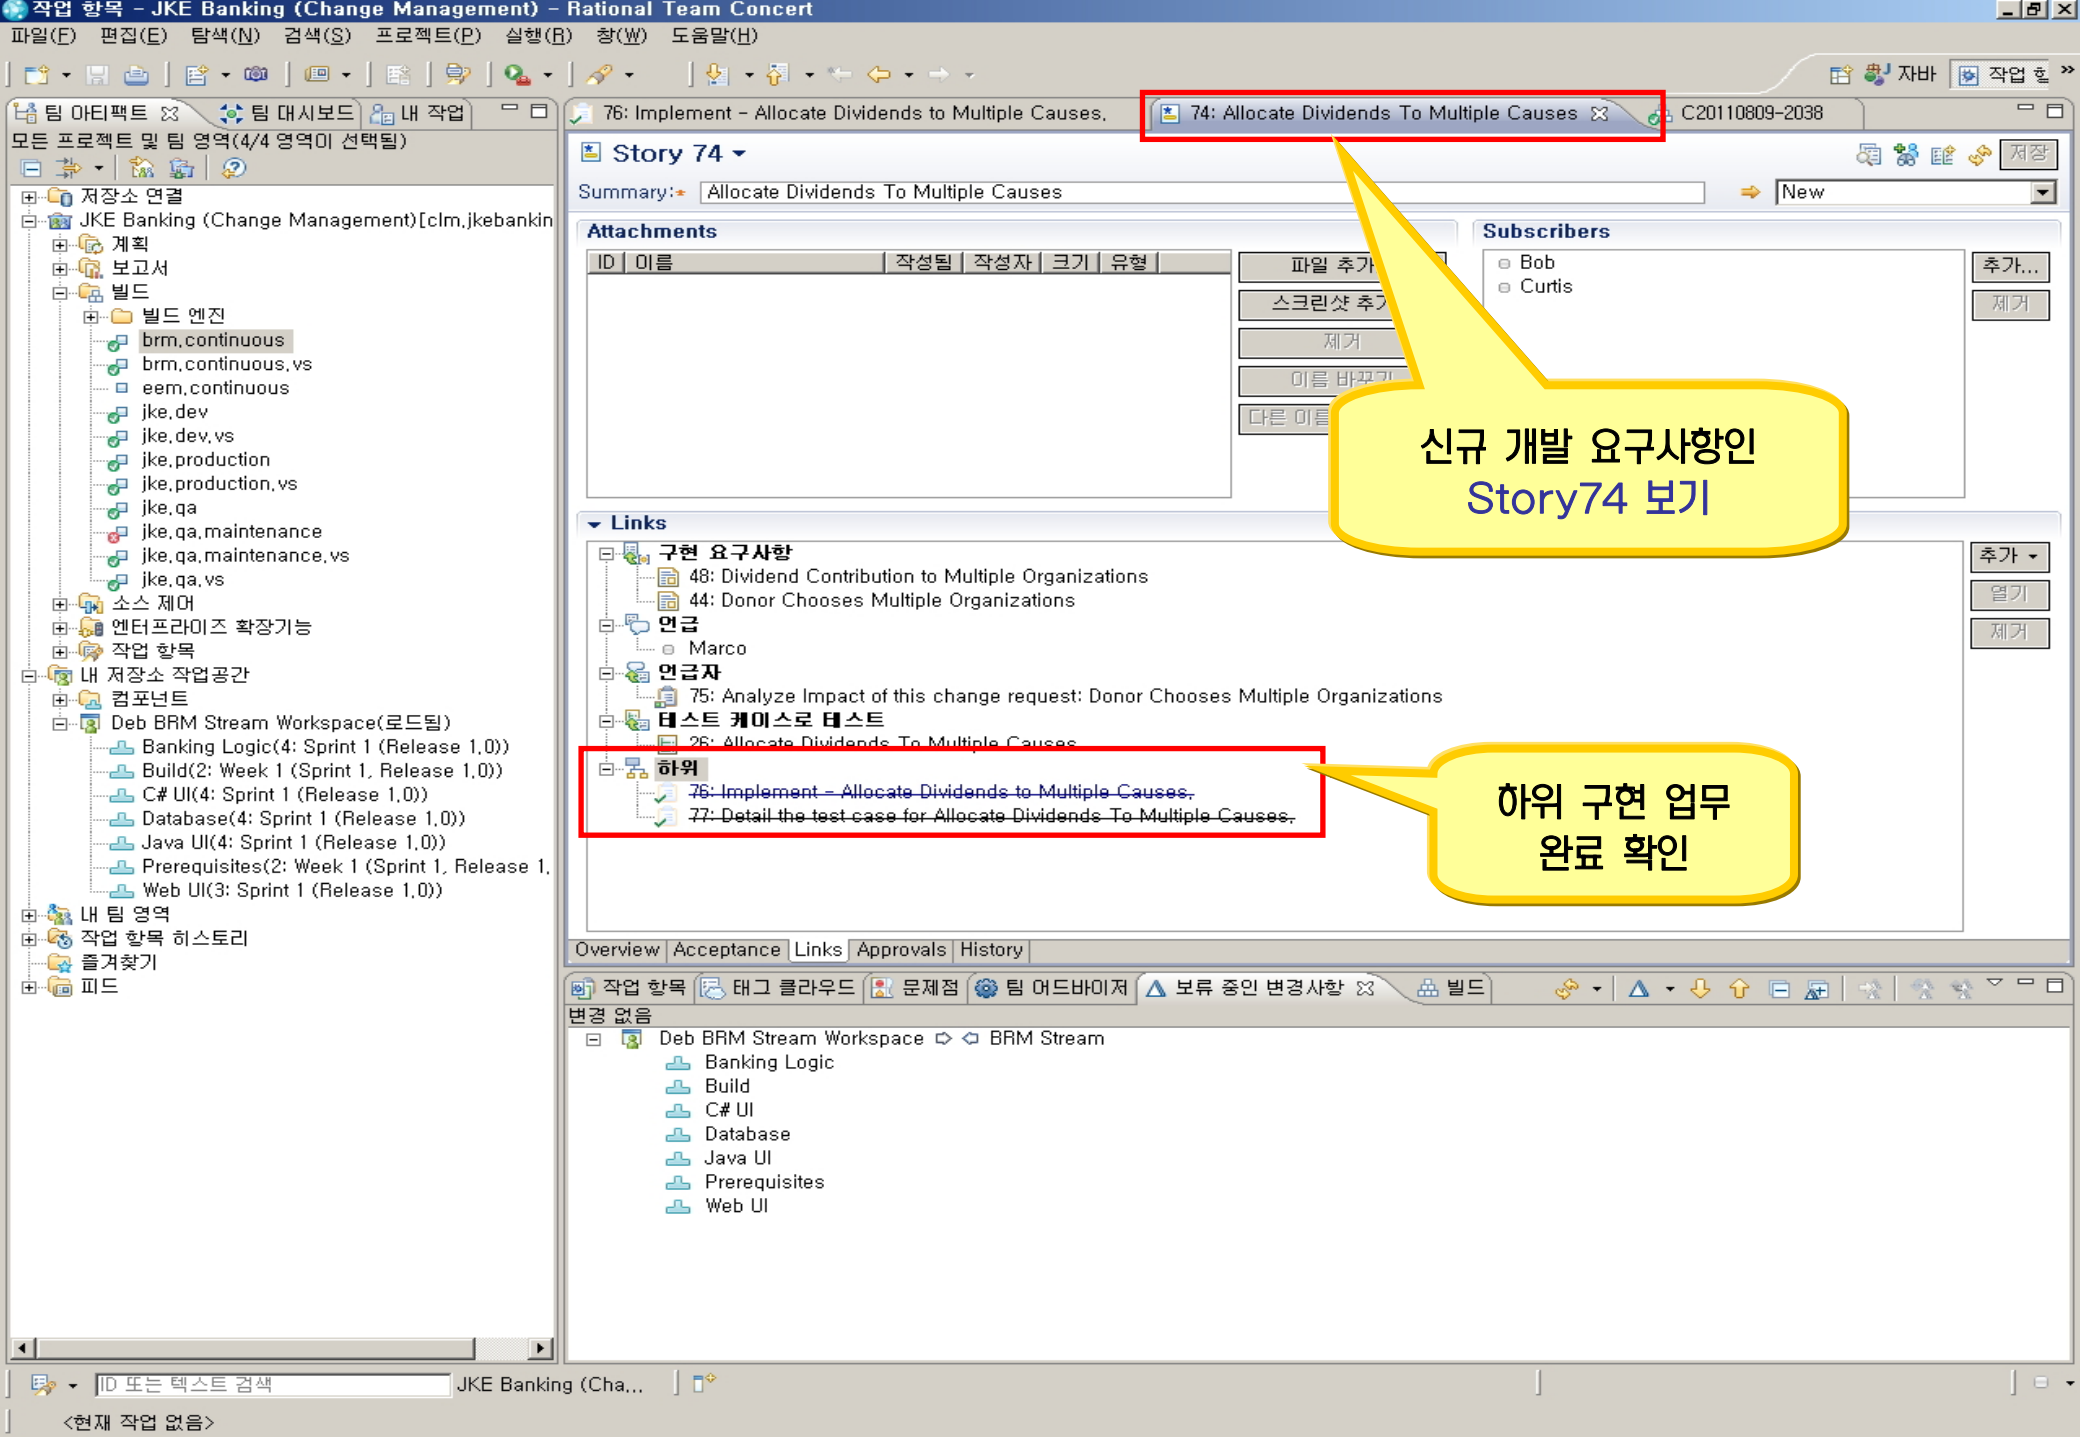 작업 항목 - JKE Banking (Change Management) - Rational Team Concert
파일(F) 편집(E) 탐색(N) 검색(S) 프로젝트(P) 실행(R) 창(W) 도움말(H)
자바
작업 항
팀 아티팩트
팀 대시보드
내 작업
모든 프로젝트 및 팀 영역(4/4 영역이 선택됨)
저장소 연결
JKE Banking (Change Management)[clm.jkebankin
계획
보고서
빌드
빌드 엔진
brm.continuous
brm.continuous.vs
eem.continuous
jke.dev
jke.dev.vs
jke.production
jke.production.vs
jke.qa
jke.qa.maintenance
jke.qa.maintenance.vs
jke.qa.vs
소스 제어
엔터프라이즈 확장기능
작업 항목
내 저장소 작업공간
컴포넌트
Deb BRM Stream Workspace(로드됨)
Banking Logic(4: Sprint 1 (Release 1.0))
Build(2: Week 1 (Sprint 1, Release 1.0))
C# UI(4: Sprint 1 (Release 1.0))
Database(4: Sprint 1 (Release 1.0))
Java UI(4: Sprint 1 (Release 1.0))
Prerequisites(2: Week 1 (Sprint 1, Release 1.
Web UI(3: Sprint 1 (Release 1.0))
내 팀 영역
작업 항목 히스토리
즐겨찾기
피드
76: Implement - Allocate Dividends to Multiple Causes.
74: Allocate Dividends To Multiple Causes
C20110809-2038
Story 74
저장
Summary:* Allocate Dividends To Multiple Causes
New
Attachments
ID 이름 작성됨 작성자 크기 유형
파일 추가
스크린샷 추가
제거
이름 바꾸기
다른 이름
Subscribers
Bob
Curtis
추가...
제거
신규 개발 요구사항인
Story74 보기
Links
구현 요구사항
48: Dividend Contribution to Multiple Organizations
44: Donor Chooses Multiple Organizations
언급
Marco
언급자
75: Analyze Impact of this change request: Donor Chooses Multiple Organizations
테스트 케이스로 테스트
26: Allocate Dividends To Multiple Causes
하위
76: Implement - Allocate Dividends to Multiple Causes.
77: Detail the test case for Allocate Dividends To Multiple Causes.
추가
열기
제거
하위 구현 업무
완료 확인
Overview Acceptance Links Approvals History
작업 항목 태그 클라우드 문제점 팀 어드바이저 보류 중인 변경사항 빌드
변경 없음
Deb BRM Stream Workspace BRM Stream
Banking Logic
Build
C# UI
Database
Java UI
Prerequisites
Web UI
ID 또는 텍스트 검색
JKE Banking (Cha...
<현재 작업 없음>